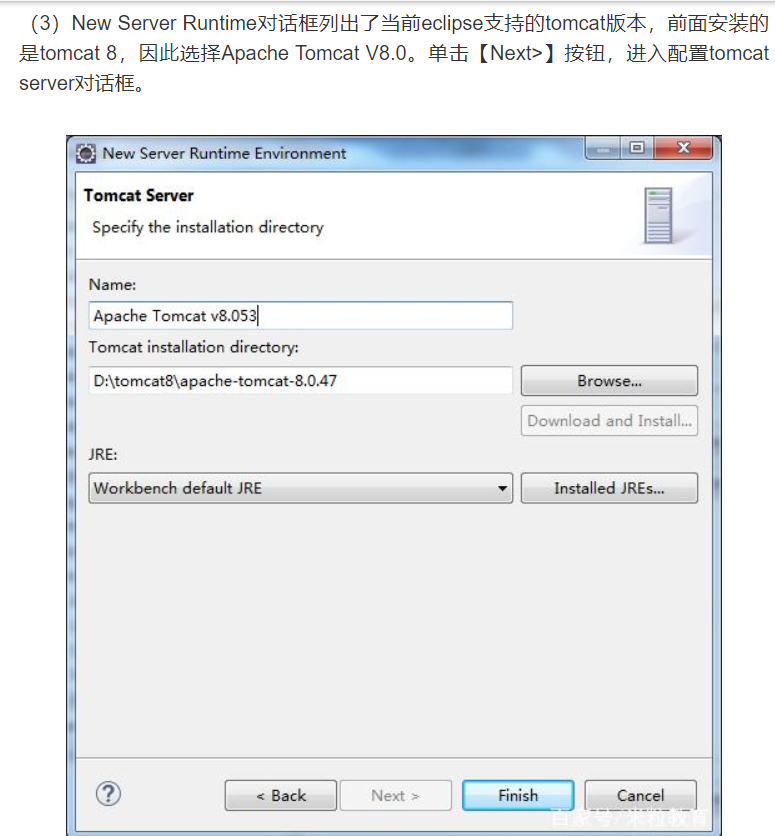 （3）New Server Runtime对话框列出了当前eclipse支持的tomcat版本，前面安装的
是tomcat 8，因此选择Apache Tomcat V8.0。单击【Next>】按钮，进入配置tomcat
server对话框。
New Server Runtime Environment
Tomcat Server
Specify the installation directory
Name:
Apache Tomcat v8.053
Tomcat installation directory:
D:\tomcat8\apache-tomcat-8.0.47
Browse...
Download and Install...
JRE:
Workbench default JRE
Installed JREs...
?
< Back
Next >
Finish
Cancel
百家号/米粒教育